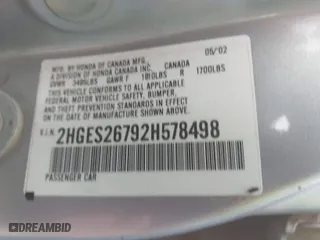 05/02
MFD. BY HONDA OF CANADA MFG., CANADA
A DIVISION OF HONDA CANADA INC.
GVWR 3485LBS GAWR F 1810LBS R 1700LBS
THIS VEHICLE CONFORMS TO ALL APPLICABLE
FEDERAL MOTOR VEHICLE SAFETY, BUMPER,
AND THEFT PREVENTION STANDARDS IN EFFECT ON
THE DATE OF MANUFACTURE SHOWN ABOVE.
V.I.N. 2HGES26792H578498
PASSENGER CAR
DREAMBID